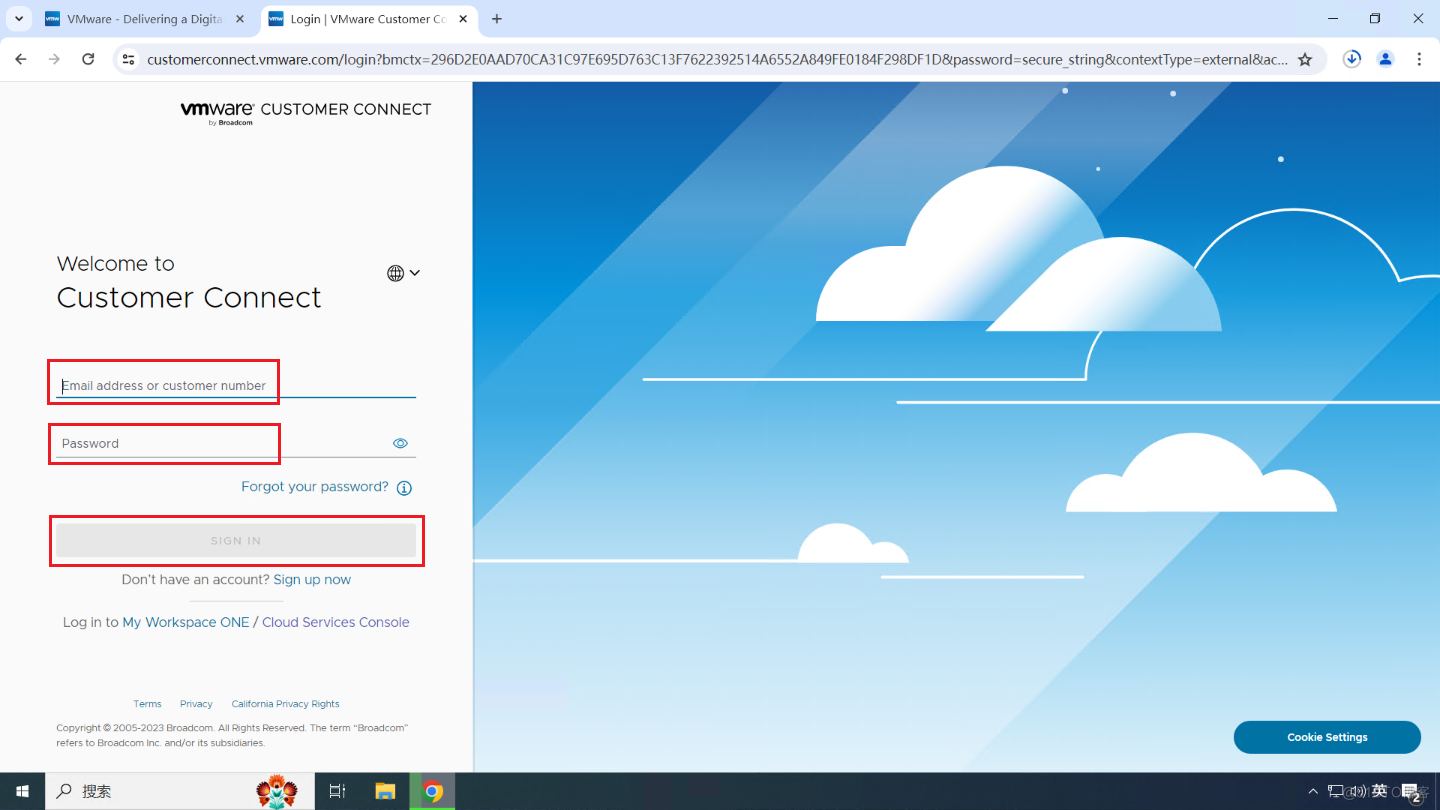 VMware - Delivering a Digita
Login | VMware Customer Co
customerconnect.vmware.com/login?bmctx=296D2E0AAD70CA31C97E695D763C13F7622392514A6552A849FE0184F298DF1D&password=secure_string&contextType=external&ac...
vmware® CUSTOMER CONNECT
by Broadcom
Welcome to
Customer Connect
Email address or customer number
Password
Forgot your password?
SIGN IN
Don't have an account? Sign up now
Log in to My Workspace ONE / Cloud Services Console
Terms Privacy California Privacy Rights
Copyright © 2005-2023 Broadcom. All Rights Reserved. The term “Broadcom”
refers to Broadcom Inc. and/or its subsidiaries.
Cookie Settings
搜索
英
2